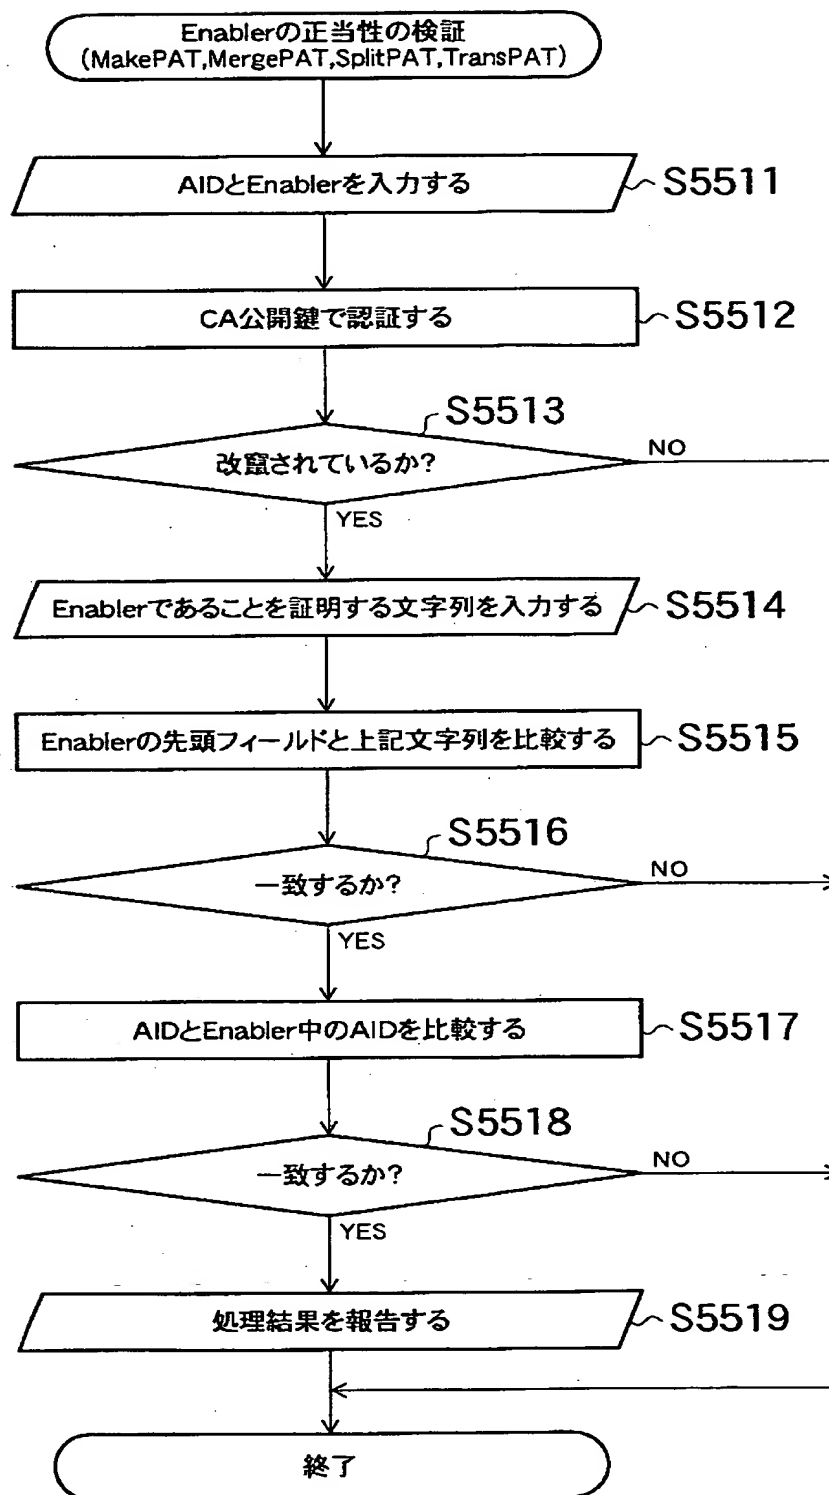 Enablerの正当性の検証
(MakePAT,MergePAT,SplitPAT,TransPAT)
AIDとEnablerを入力する
S5511
CA公開鍵で認証する
S5512
S5513
改竄されているか?
NO
YES
Enablerであることを証明する文字列を入力する
S5514
Enablerの先頭フィールドと上記文字列を比較する
S5515
S5516
一致するか?
NO
YES
AIDとEnabler中のAIDを比較する
S5517
S5518
一致するか?
NO
YES
処理結果を報告する
S5519
終了